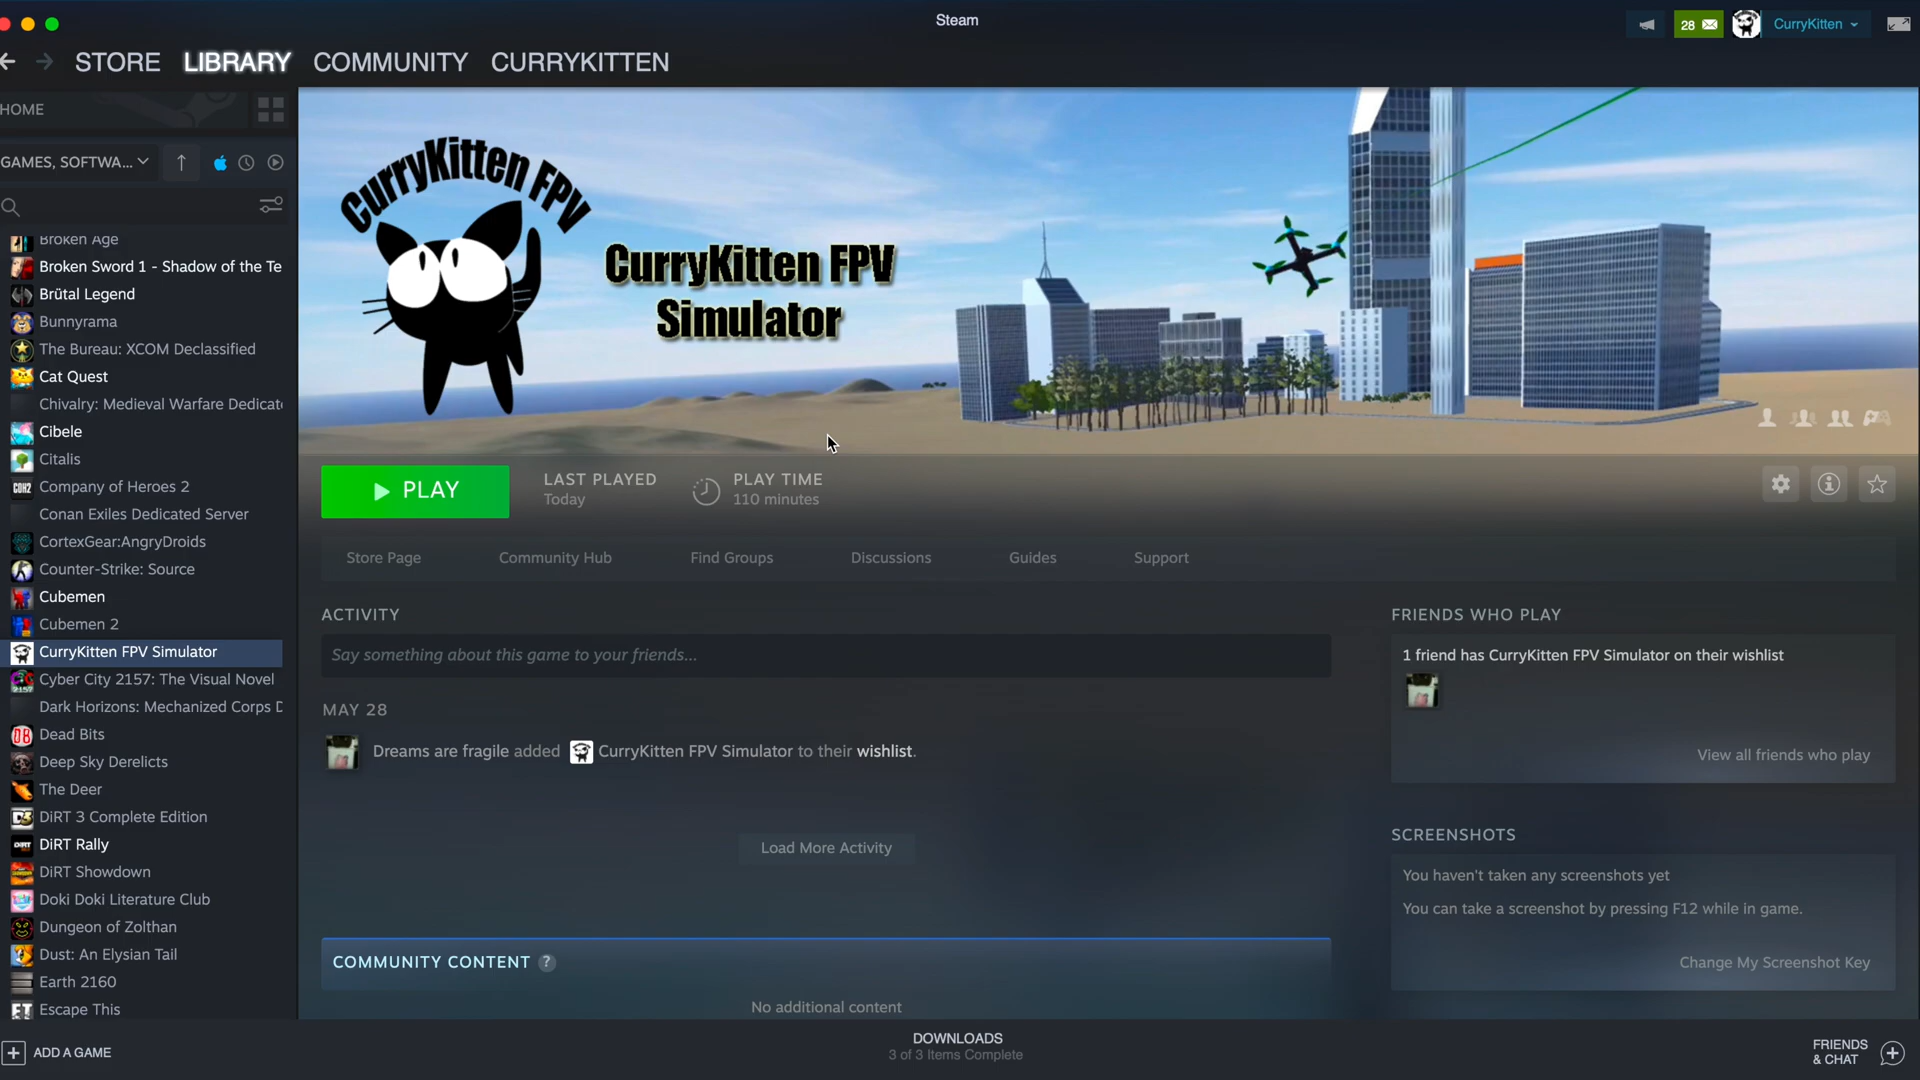 Steam
28
CurryKitten
STORE LIBRARY COMMUNITY CURRYKITTEN
HOME
GAMES, SOFTWA...
Broken Age
Broken Sword 1 - Shadow of the Te
Brütal Legend
Bunnyrama
The Bureau: XCOM Declassified
Cat Quest
Chivalry: Medieval Warfare Dedicat
Cibele
Citalis
Company of Heroes 2
Conan Exiles Dedicated Server
CortexGear:AngryDroids
Counter-Strike: Source
Cubemen
Cubemen 2
CurryKitten FPV Simulator
Cyber City 2157: The Visual Novel
Dark Horizons: Mechanized Corps D
Dead Bits
Deep Sky Derelicts
The Deer
DiRT 3 Complete Edition
DiRT Rally
DiRT Showdown
Doki Doki Literature Club
Dungeon of Zolthan
Dust: An Elysian Tail
Earth 2160
Escape This
CurryKitten FPV
CurryKitten FPV
Simulator
PLAY
LAST PLAYED
Today
PLAY TIME
110 minutes
Store Page Community Hub Find Groups Discussions Guides Support
ACTIVITY
Say something about this game to your friends...
MAY 28
Dreams are fragile added CurryKitten FPV Simulator to their wishlist.
Load More Activity
COMMUNITY CONTENT ?
No additional content
FRIENDS WHO PLAY
1 friend has CurryKitten FPV Simulator on their wishlist
View all friends who play
SCREENSHOTS
You haven't taken any screenshots yet
You can take a screenshot by pressing F12 while in game.
Change My Screenshot Key
ADD A GAME
DOWNLOADS
3 of 3 Items Complete
FRIENDS
& CHAT